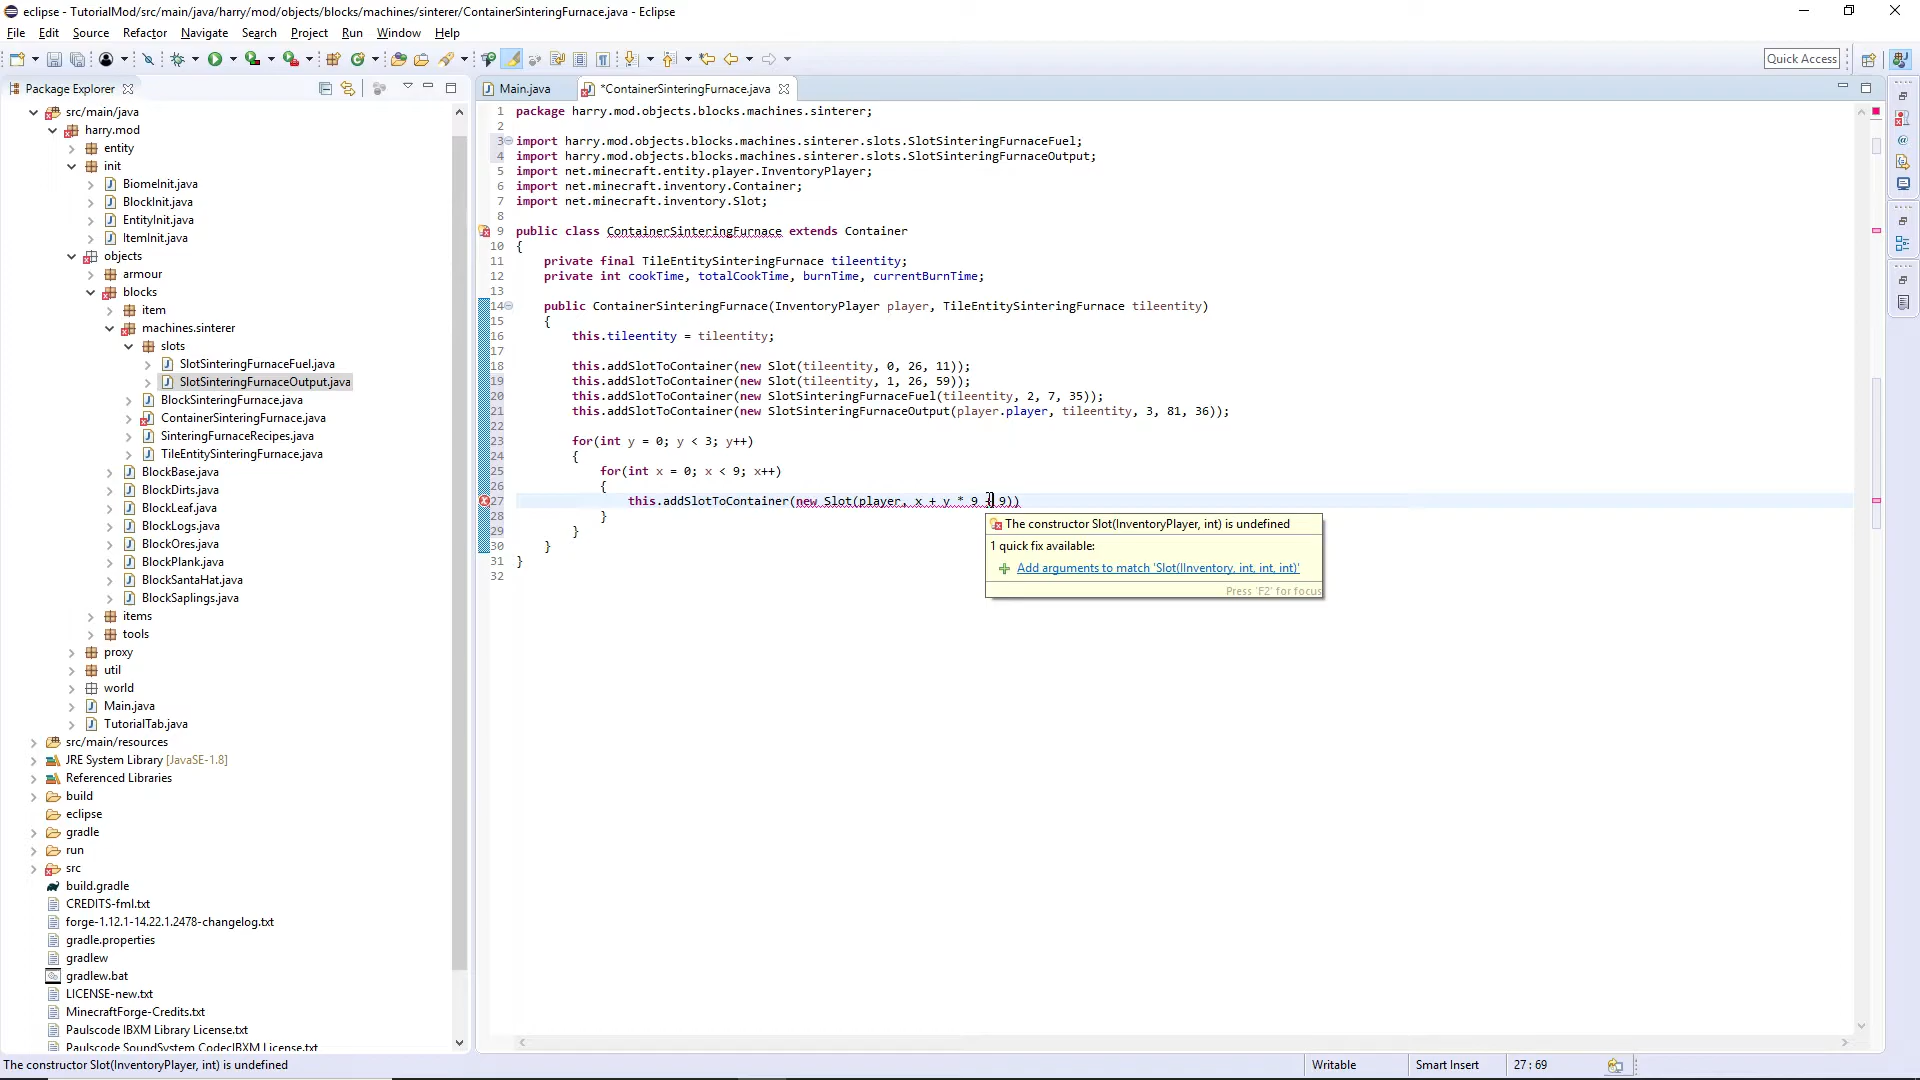 eclipse - TutorialMod/src/main/java/harry/mod/objects/blocks/machines/sinterer/ContainerSinteringFurnace.java - Eclipse
File Edit Source Refactor Navigate Search Project Run Window Help
Quick Access
Package Explorer
Main.java
*ContainerSinteringFurnace.java
src/main/java
harry.mod
entity
init
BiomeInit.java
BlockInit.java
EntityInit.java
ItemInit.java
objects
armour
blocks
item
machines.sinterer
slots
SlotSinteringFurnaceFuel.java
SlotSinteringFurnaceOutput.java
BlockSinteringFurnace.java
ContainerSinteringFurnace.java
SinteringFurnaceRecipes.java
TileEntitySinteringFurnace.java
BlockBase.java
BlockDirts.java
BlockLeaf.java
BlockLogs.java
BlockOres.java
BlockPlank.java
BlockSantaHat.java
BlockSaplings.java
items
tools
proxy
util
world
Main.java
TutorialTab.java
src/main/resources
JRE System Library [JavaSE-1.8]
Referenced Libraries
build
eclipse
gradle
run
src
build.gradle
CREDITS-fml.txt
forge-1.12.1-14.22.1.2478-changelog.txt
gradle.properties
gradlew
gradlew.bat
LICENSE-new.txt
MinecraftForge-Credits.txt
Paulscode IBXM Library License.txt
Paulscode SoundSystem CodecIBXM License.txt
1 package harry.mod.objects.blocks.machines.sinterer;
2
3 import harry.mod.objects.blocks.machines.sinterer.slots.SlotSinteringFurnaceFuel;
4 import harry.mod.objects.blocks.machines.sinterer.slots.SlotSinteringFurnaceOutput;
5 import net.minecraft.entity.player.InventoryPlayer;
6 import net.minecraft.inventory.Container;
7 import net.minecraft.inventory.Slot;
8
9 public class ContainerSinteringFurnace extends Container
10 {
11 private final TileEntitySinteringFurnace tileentity;
12 private int cookTime, totalCookTime, burnTime, currentBurnTime;
13
14 public ContainerSinteringFurnace(InventoryPlayer player, TileEntitySinteringFurnace tileentity)
15 {
16 this.tileentity = tileentity;
17
18 this.addSlotToContainer(new Slot(tileentity, 0, 26, 11));
19 this.addSlotToContainer(new Slot(tileentity, 1, 26, 59));
20 this.addSlotToContainer(new SlotSinteringFurnaceFuel(tileentity, 2, 7, 35));
21 this.addSlotToContainer(new SlotSinteringFurnaceOutput(player.player, tileentity, 3, 81, 36));
22
23 for(int y = 0; y < 3; y++)
24 {
25 for(int x = 0; x < 9; x++)
26 {
27 this.addSlotToContainer(new Slot(player, x + y * 9 + 9))
28 }
29 }
30 }
31 }
32
The constructor Slot(InventoryPlayer, int) is undefined
1 quick fix available:
Add arguments to match 'Slot(IInventory, int, int, int)'
Press 'F2' for focus
The constructor Slot(InventoryPlayer, int) is undefined
Writable
Smart Insert
27 : 69